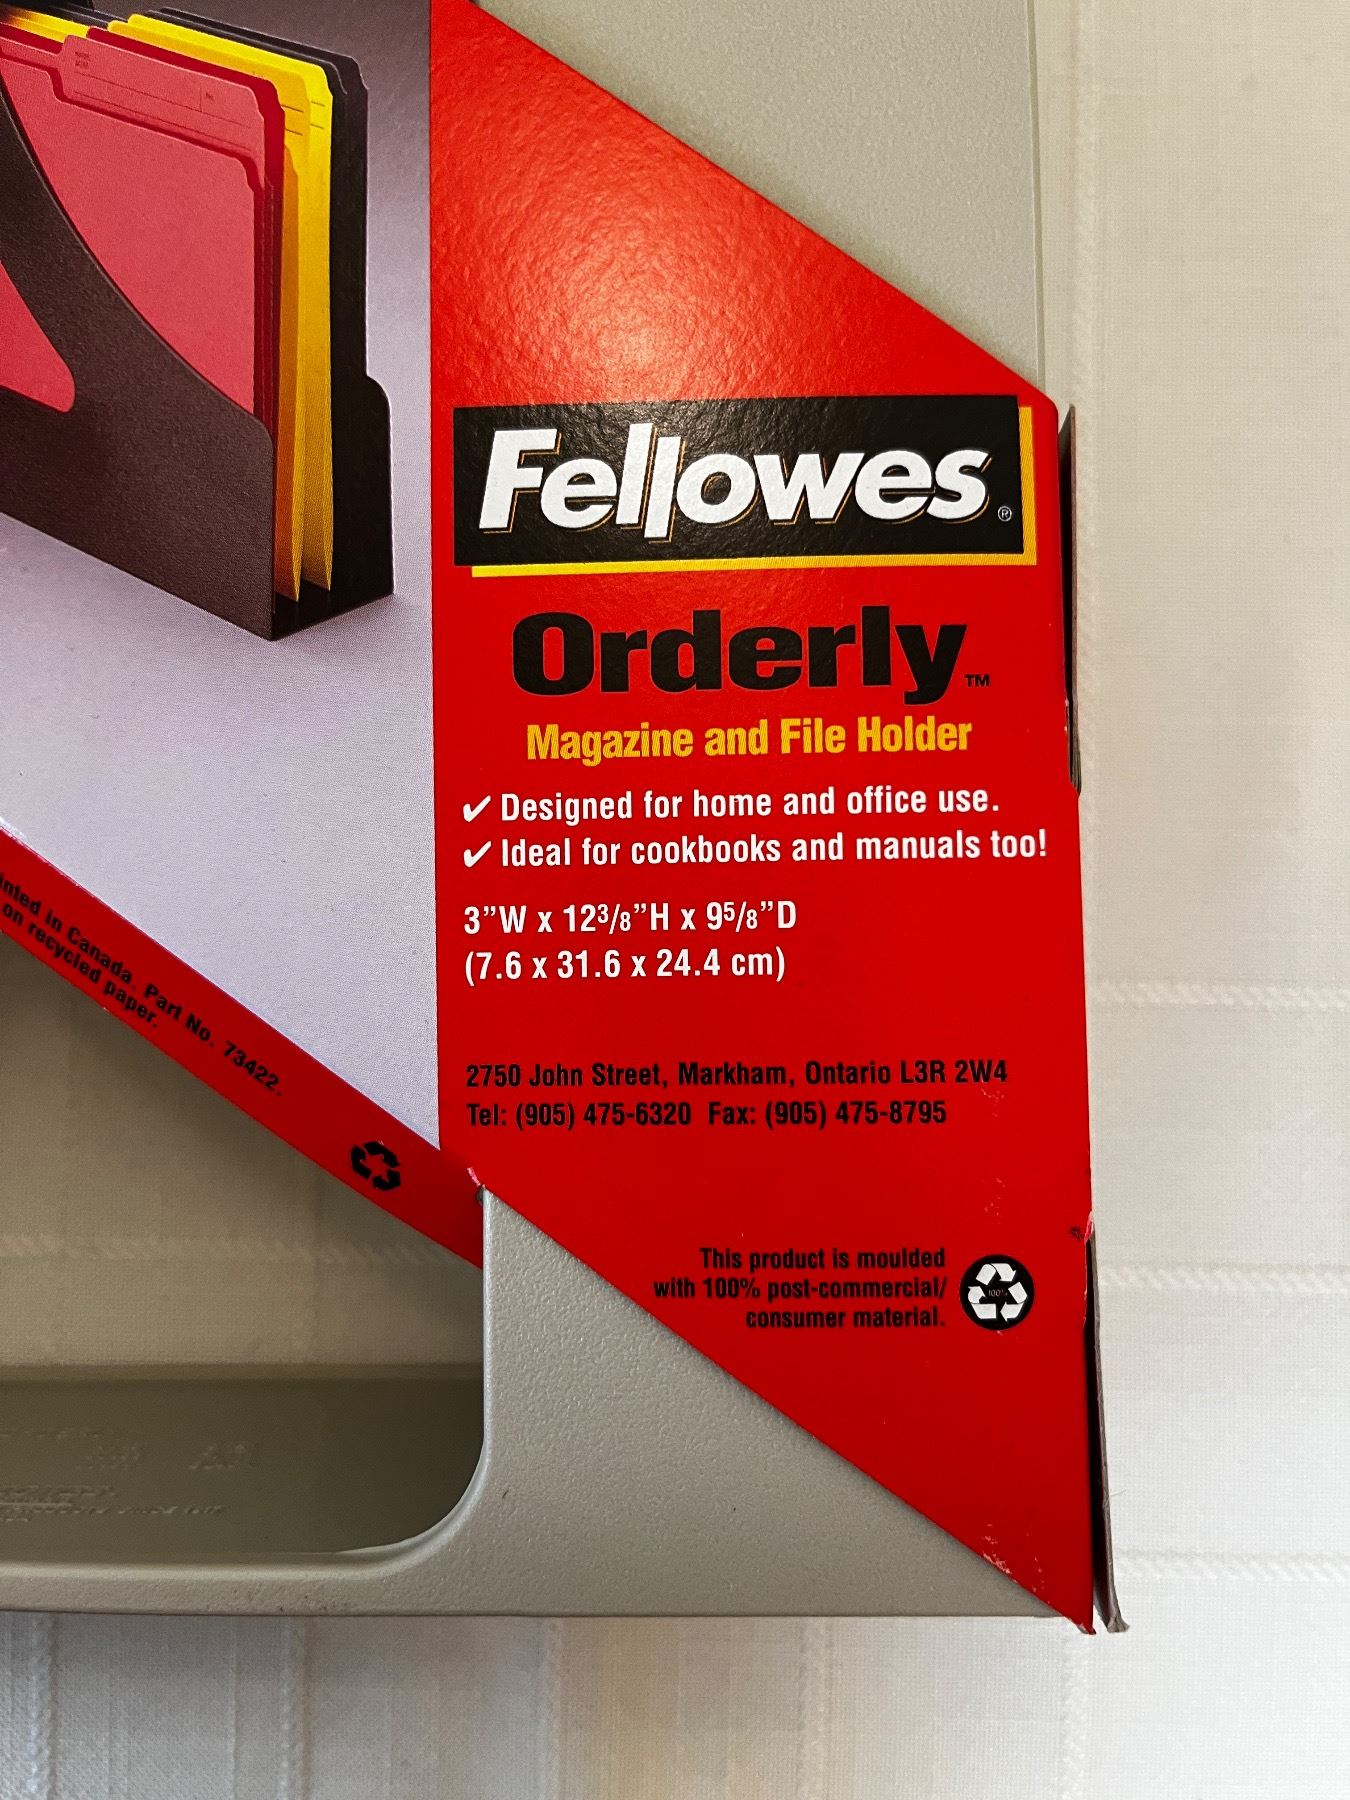 Fellowes®
Orderly™
Magazine and File Holder
✔ Designed for home and office use.
✔ Ideal for cookbooks and manuals too!
3”W x 12³/₈”H x 9⁵/₈”D
(7.6 x 31.6 x 24.4 cm)
2750 John Street, Markham, Ontario L3R 2W4
Tel: (905) 475-6320 Fax: (905) 475-8795
This product is moulded
with 100% post-commercial/
consumer material.
100%
in Canada. Part No. 73422.
on recycled paper.